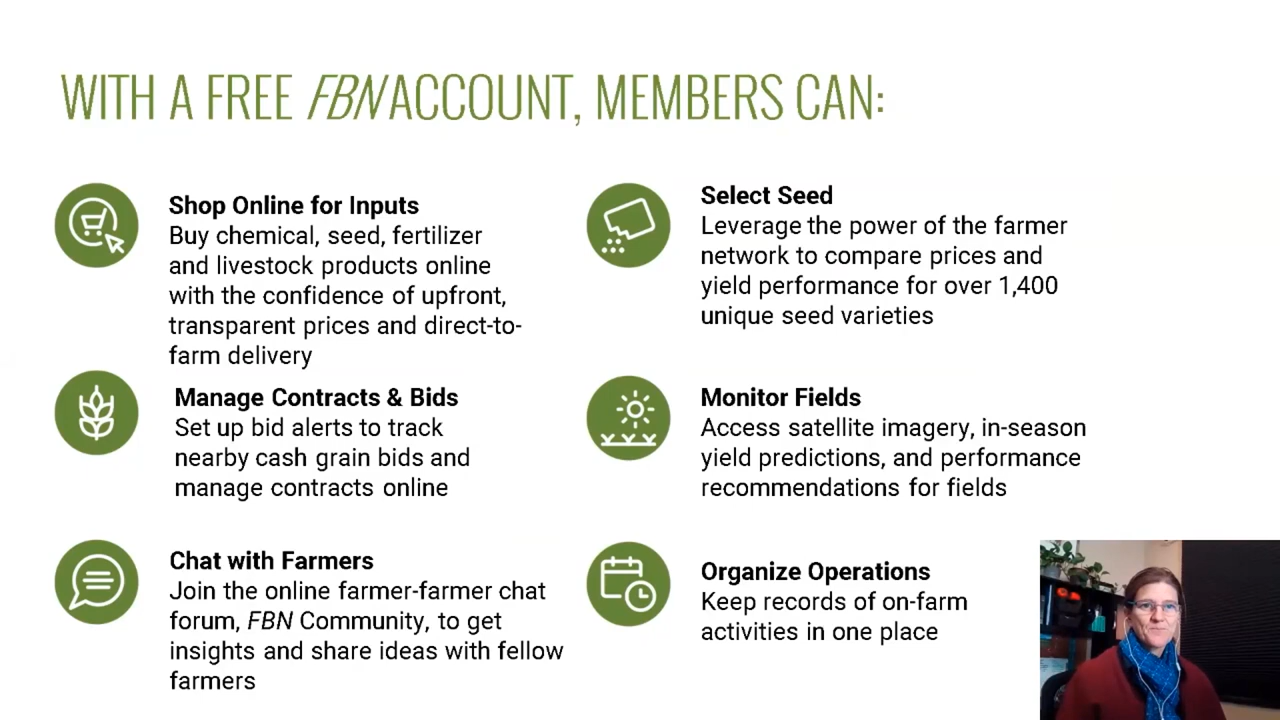 WITH A FREE FBN ACCOUNT, MEMBERS CAN:
Shop Online for Inputs
Buy chemical, seed, fertilizer
and livestock products online
with the confidence of upfront,
transparent prices and direct-to-
farm delivery
Select Seed
Leverage the power of the farmer
network to compare prices and
yield performance for over 1,400
unique seed varieties
Manage Contracts & Bids
Set up bid alerts to track
nearby cash grain bids and
manage contracts online
Monitor Fields
Access satellite imagery, in-season
yield predictions, and performance
recommendations for fields
Chat with Farmers
Join the online farmer-farmer chat
forum, FBN Community, to get
insights and share ideas with fellow
farmers
Organize Operations
Keep records of on-farm
activities in one place